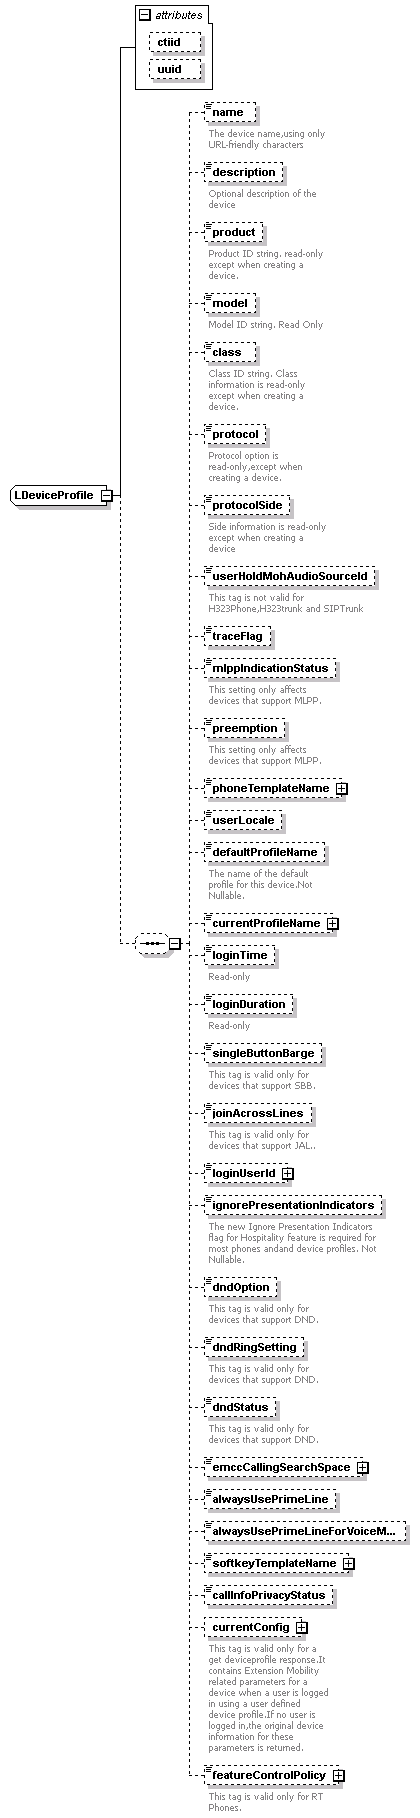 attributes
ctiid
uuid
name
The device name,using only
URL-friendly characters
description
Optional description of the
device
product
Product ID string. read-only
except when creating a
device.
model
Model ID string. Read Only
class
Class ID string. Class
information is read-only
except when creating a
device.
protocol
Protocol option is
read-only,except when
creating a device.
LDeviceProfile
protocolSide
Side information is read-only
except when creating a
device
userHoldMohAudioSourceId
This tag is not valid for
H323Phone,H323trunk and SIPTrunk
traceFlag
mlppIndicationStatus
This setting only affects
devices that support MLPP.
preemption
This setting only affects
devices that support MLPP.
phoneTemplateName
userLocale
defaultProfileName
The name of the default
profile for this device.Not
Nullable.
currentProfileName
loginTime
Read-only
loginDuration
Read-only
singleButtonBarge
This tag is valid only for
devices that support SBB.
joinAcrossLines
This tag is valid only for
devices that support JAL..
loginUserId
ignorePresentationIndicators
The new Ignore Presentation Indicators
flag for Hospitality feature is required for
most phones andand device profiles. Not
Nullable.
dndOption
This tag is valid only for
devices that support DND.
dndRingSetting
This tag is valid only for
devices that support DND.
dndStatus
This tag is valid only for
devices that support DND.
emccCallingSearchSpace
alwaysUsePrimeLine
alwaysUsePrimeLineForVoiceM...
softkeyTemplateName
callInfoPrivacyStatus
currentConfig
This tag is valid only for a
get deviceprofile response.It
contains Extension Mobility
related parameters for a
device when a user is logged
in using a user defined
device profile.If no user is
logged in,the original device
information for these
parameters is returned.
featureControlPolicy
This tag is valid only for RT
Phones.